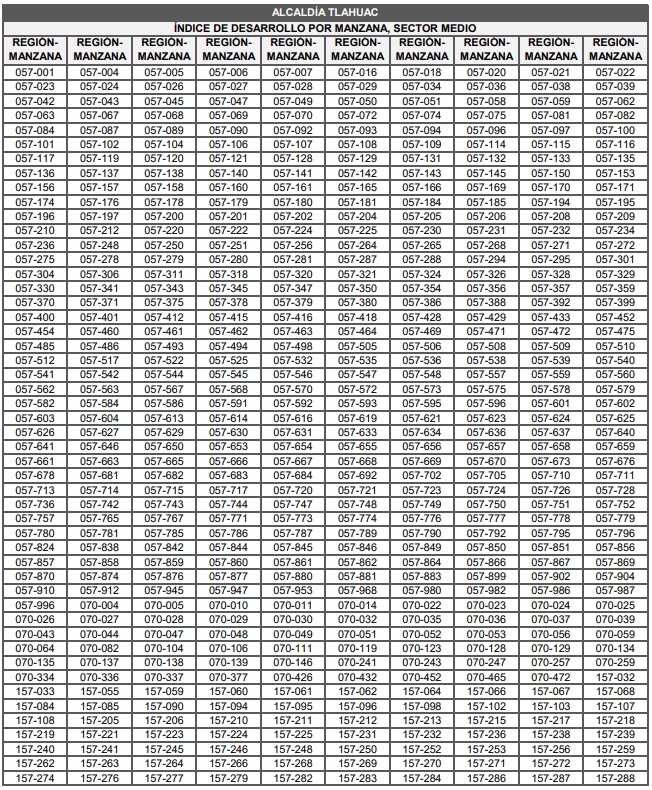 ALCALDÍA TLAHUAC
ÍNDICE DE DESARROLLO POR MANZANA, SECTOR MEDIO
REGIÓN- REGIÓN- REGIÓN- REGIÓN- REGIÓN- REGIÓN- REGIÓN- REGIÓN- REGIÓN- REGIÓN-
MANZANA MANZANA MANZANA MANZANA MANZANA MANZANA MANZANA MANZANA MANZANA MANZANA
057-001 057-004 057-005 057-006 057-007 057-016 057-018 057-020 057-021 057-022
057-023 057-024 057-026 057-027 057-028 057-029 057-034 057-036 057-038 057-039
057-042 057-043 057-045 057-047 057-049 057-050 057-051 057-058 057-059 057-062
057-063 057-067 057-068 057-069 057-070 057-072 057-074 057-075 057-081 057-082
057-084 057-087 057-089 057-090 057-092 057-093 057-094 057-096 057-097 057-100
057-101 057-102 057-104 057-106 057-107 057-108 057-109 057-114 057-115 057-116
057-117 057-119 057-120 057-121 057-128 057-129 057-131 057-132 057-133 057-135
057-136 057-137 057-138 057-140 057-141 057-142 057-143 057-145 057-150 057-153
057-156 057-157 057-158 057-160 057-161 057-165 057-166 057-169 057-170 057-171
057-174 057-176 057-178 057-179 057-180 057-181 057-184 057-185 057-194 057-195
057-196 057-197 057-200 057-201 057-202 057-204 057-205 057-206 057-208 057-209
057-210 057-212 057-220 057-222 057-224 057-225 057-230 057-231 057-232 057-234
057-236 057-248 057-250 057-251 057-256 057-264 057-265 057-268 057-271 057-272
057-275 057-278 057-279 057-280 057-281 057-287 057-288 057-294 057-295 057-301
057-304 057-306 057-311 057-318 057-320 057-321 057-324 057-326 057-328 057-329
057-330 057-341 057-343 057-345 057-347 057-350 057-354 057-356 057-357 057-359
057-370 057-371 057-375 057-378 057-379 057-380 057-386 057-388 057-392 057-399
057-400 057-401 057-412 057-415 057-416 057-418 057-428 057-429 057-433 057-452
057-454 057-460 057-461 057-462 057-463 057-464 057-469 057-471 057-472 057-475
057-485 057-486 057-493 057-494 057-498 057-505 057-506 057-508 057-509 057-510
057-512 057-517 057-522 057-525 057-532 057-535 057-536 057-538 057-539 057-540
057-541 057-542 057-544 057-545 057-546 057-547 057-548 057-557 057-559 057-560
057-562 057-563 057-567 057-568 057-570 057-572 057-573 057-575 057-578 057-579
057-582 057-584 057-586 057-591 057-592 057-593 057-595 057-596 057-601 057-602
057-603 057-604 057-613 057-614 057-616 057-619 057-621 057-623 057-624 057-625
057-626 057-627 057-629 057-630 057-631 057-633 057-634 057-636 057-637 057-640
057-641 057-646 057-650 057-653 057-654 057-655 057-656 057-657 057-658 057-659
057-661 057-663 057-665 057-666 057-667 057-668 057-669 057-670 057-673 057-676
057-678 057-681 057-682 057-683 057-684 057-692 057-702 057-705 057-710 057-711
057-713 057-714 057-715 057-717 057-720 057-721 057-723 057-724 057-726 057-728
057-736 057-742 057-743 057-744 057-747 057-748 057-749 057-750 057-751 057-752
057-757 057-765 057-767 057-771 057-773 057-774 057-776 057-777 057-778 057-779
057-780 057-781 057-785 057-786 057-787 057-789 057-790 057-792 057-795 057-796
057-824 057-838 057-842 057-844 057-845 057-846 057-849 057-850 057-851 057-856
057-857 057-858 057-859 057-860 057-861 057-862 057-864 057-866 057-867 057-869
057-870 057-874 057-876 057-877 057-880 057-881 057-883 057-899 057-902 057-904
057-910 057-912 057-945 057-947 057-953 057-968 057-980 057-982 057-986 057-987
057-996 070-004 070-005 070-010 070-011 070-014 070-022 070-023 070-024 070-025
070-026 070-027 070-028 070-029 070-030 070-032 070-035 070-036 070-037 070-039
070-043 070-044 070-047 070-048 070-049 070-051 070-052 070-053 070-056 070-059
070-064 070-082 070-104 070-106 070-111 070-119 070-123 070-128 070-129 070-134
070-135 070-137 070-138 070-139 070-146 070-241 070-243 070-247 070-257 070-259
070-334 070-336 070-337 070-377 070-426 070-432 070-452 070-465 070-472 157-032
157-033 157-055 157-059 157-060 157-061 157-062 157-064 157-066 157-067 157-068
157-084 157-085 157-090 157-094 157-095 157-096 157-098 157-102 157-103 157-107
157-108 157-205 157-206 157-210 157-211 157-212 157-213 157-215 157-217 157-218
157-219 157-221 157-223 157-224 157-225 157-231 157-232 157-236 157-238 157-239
157-240 157-241 157-245 157-246 157-248 157-250 157-252 157-253 157-256 157-259
157-262 157-263 157-264 157-266 157-268 157-269 157-270 157-271 157-272 157-273
157-274 157-276 157-277 157-279 157-282 157-283 157-284 157-286 157-287 157-288